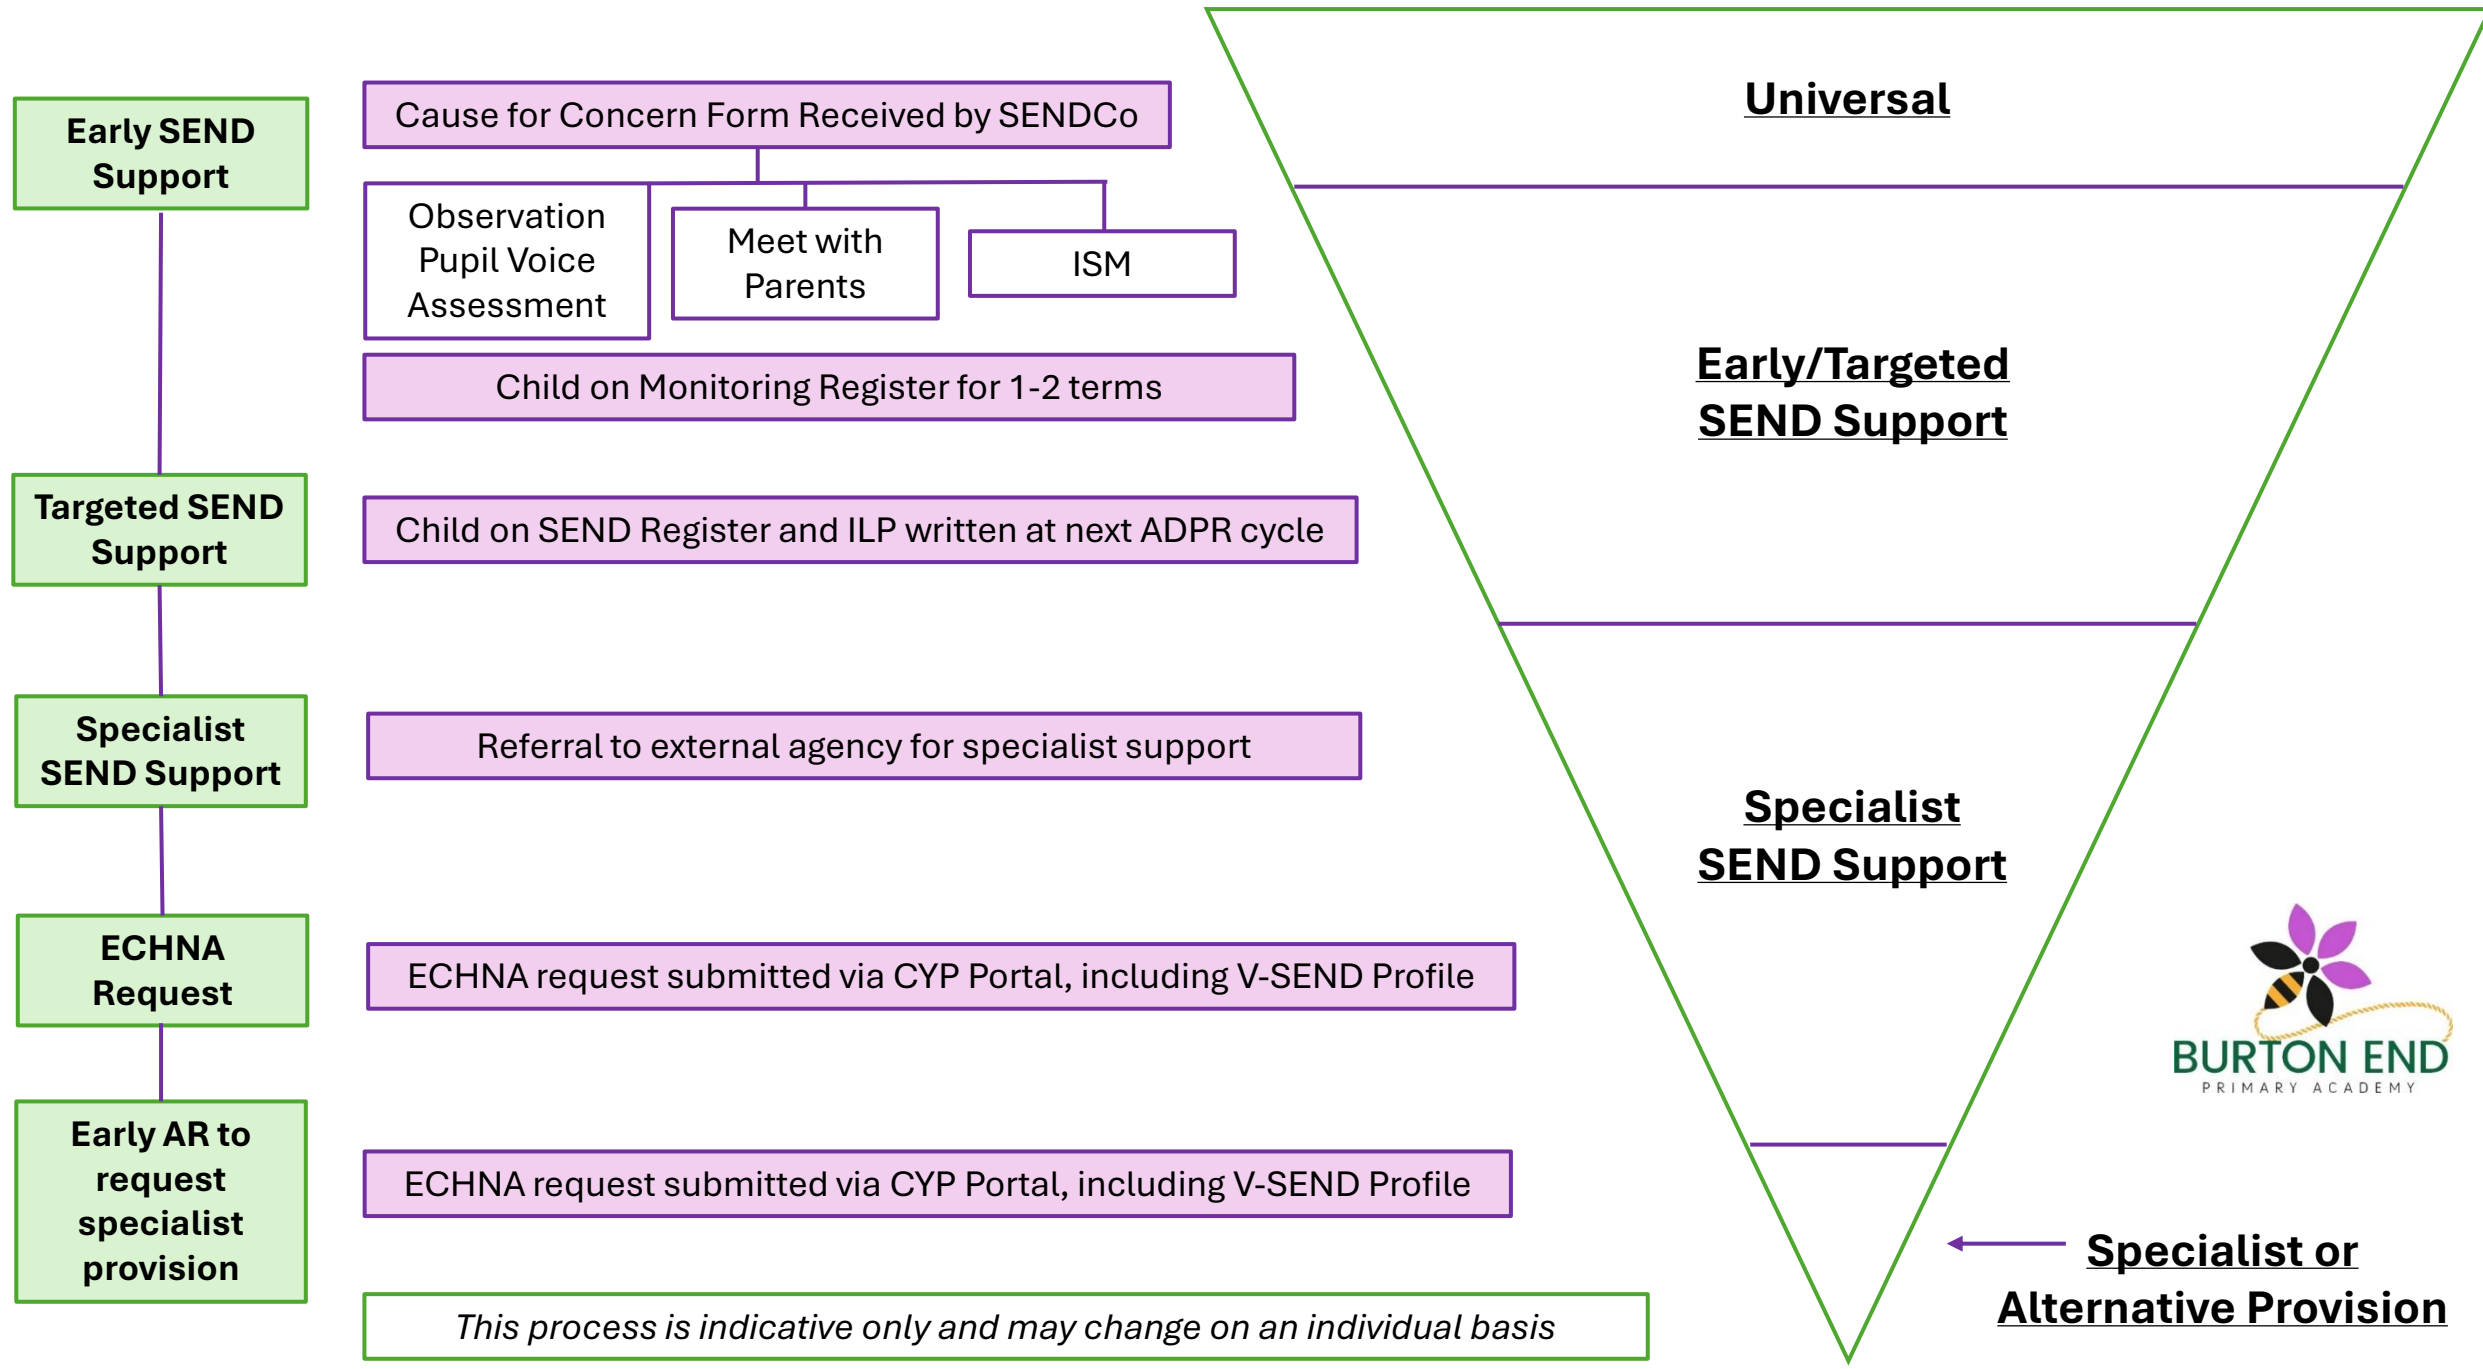 Early SEND
Support
Cause for Concern Form Received by SENDCo
Observation
Pupil Voice
Assessment
Meet with
Parents
ISM
Child on Monitoring Register for 1-2 terms
Targeted SEND
Support
Child on SEND Register and ILP written at next ADPR cycle
Specialist
SEND Support
Referral to external agency for specialist support
ECHNA
Request
ECHNA request submitted via CYP Portal, including V-SEND Profile
Early AR to
request
specialist
provision
ECHNA request submitted via CYP Portal, including V-SEND Profile
This process is indicative only and may change on an individual basis
Universal
Early/Targeted
SEND Support
Specialist
SEND Support
BURTON END
PRIMARY ACADEMY
Specialist or
Alternative Provision